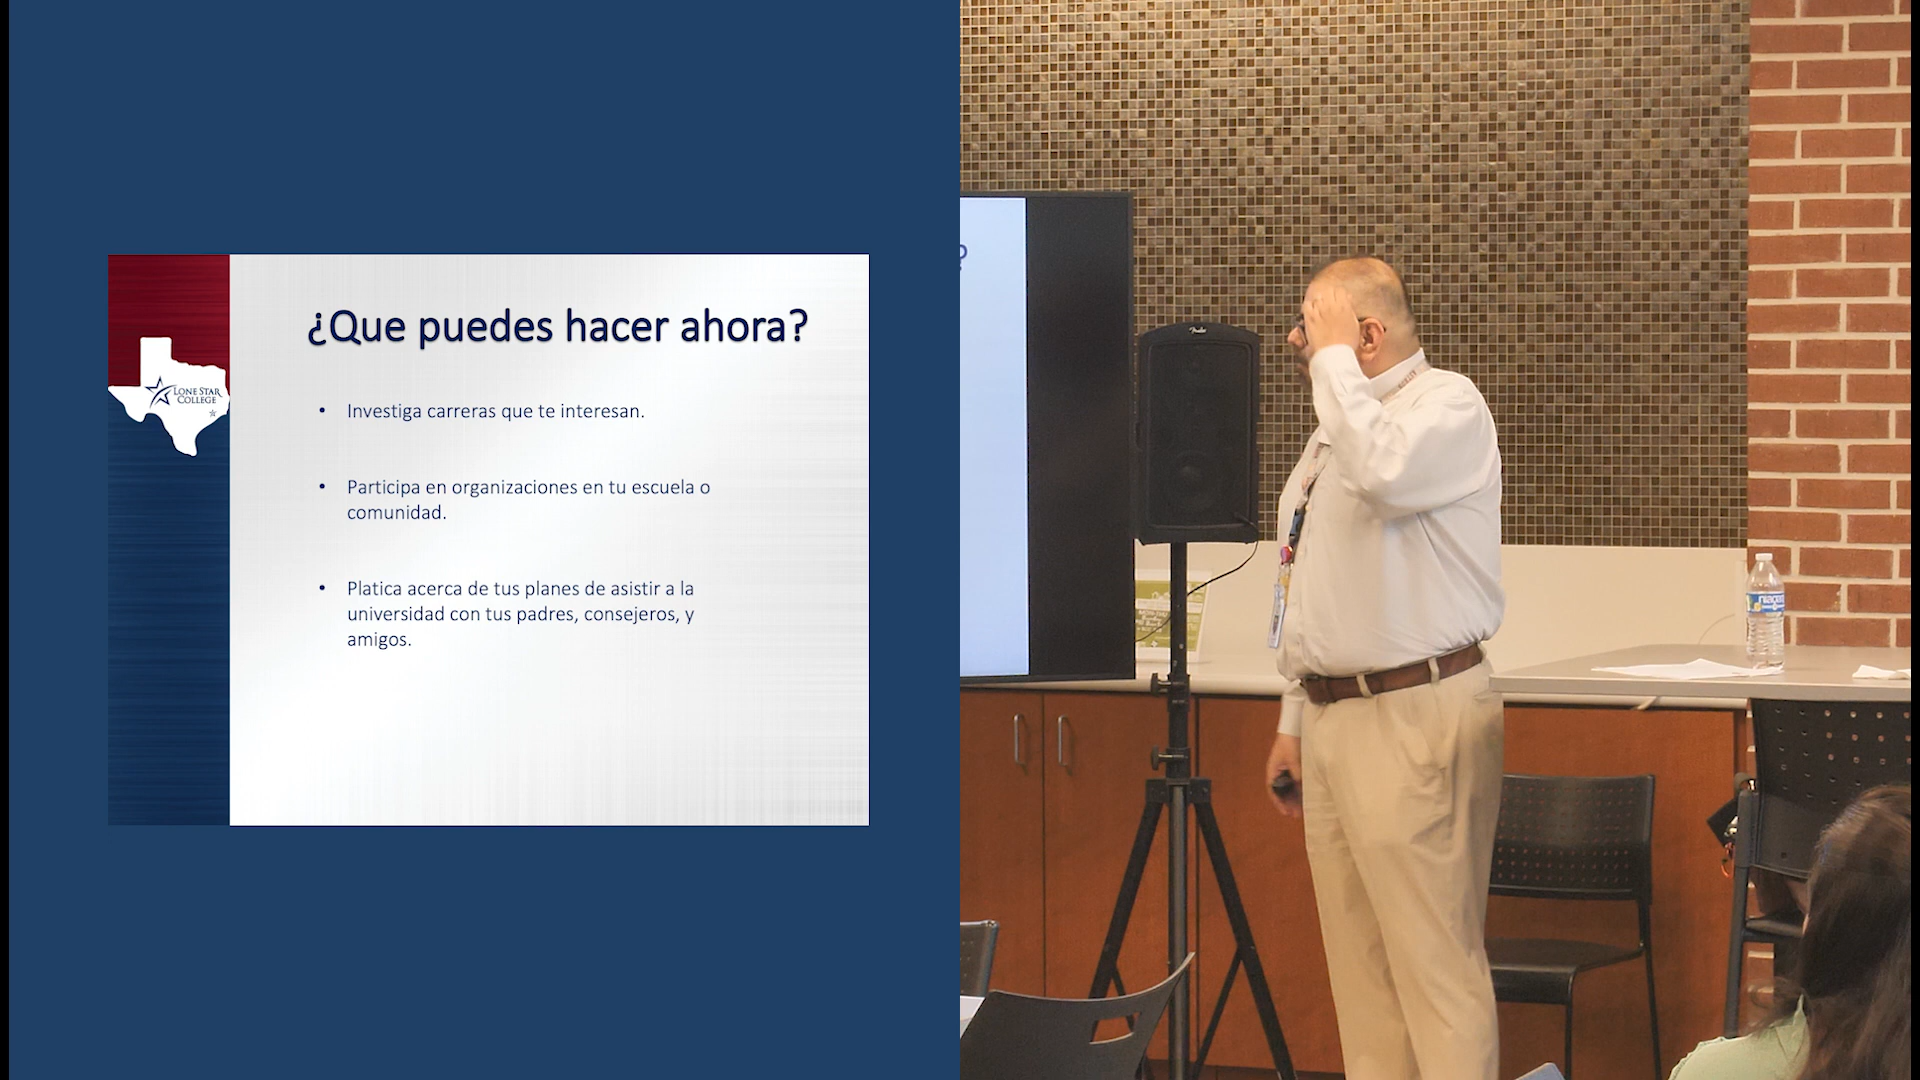 ¿Que puedes hacer ahora?
LONE STAR
COLLEGE
• Investiga carreras que te interesan.
• Participa en organizaciones en tu escuela o
comunidad.
• Platica acerca de tus planes de asistir a la
universidad con tus padres, consejeros, y
amigos.
?
Fender